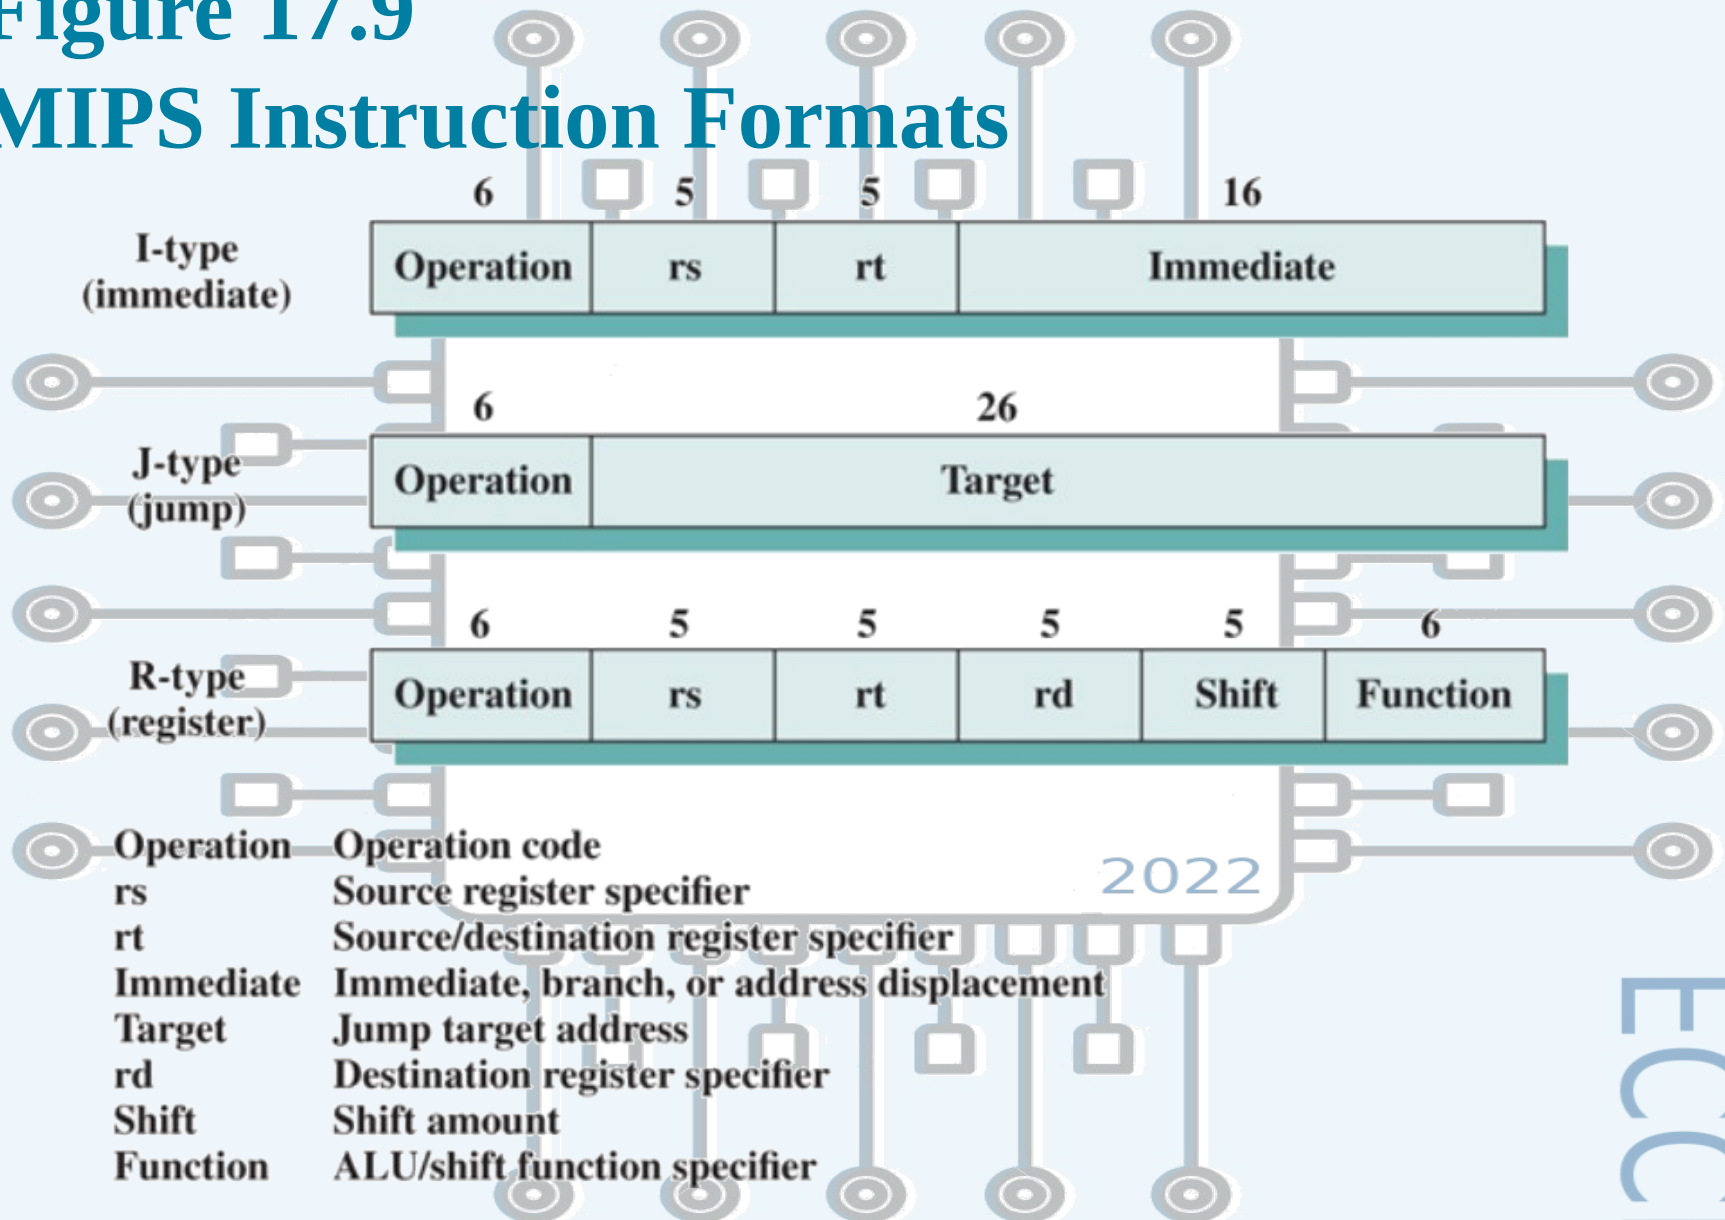 Figure 17.9
MIPS Instruction Formats
6 5 5 16
I-type
(immediate)
Operation rs rt Immediate
6 26
J-type
(jump)
Operation Target
6 5 5 5 5 6
R-type
(register)
Operation rs rt rd Shift Function
Operation Operation code
rs Source register specifier
rt Source/destination register specifier
Immediate Immediate, branch, or address displacement
Target Jump target address
rd Destination register specifier
Shift Shift amount
Function ALU/shift function specifier
2022
ECC